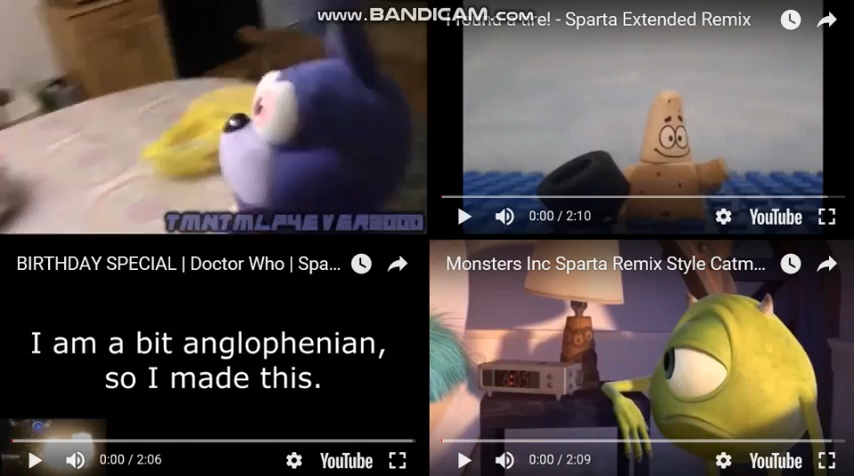 www.BANDICAM.com
I found a tire! - Sparta Extended Remix
TMNTMLP4EVER2000
0:00 / 2:10
YouTube
BIRTHDAY SPECIAL | Doctor Who | Spa...
Monsters Inc Sparta Remix Style Catm...
I am a bit anglophenian,
so I made this.
0:00 / 2:06
YouTube
0:00 / 2:09
YouTube